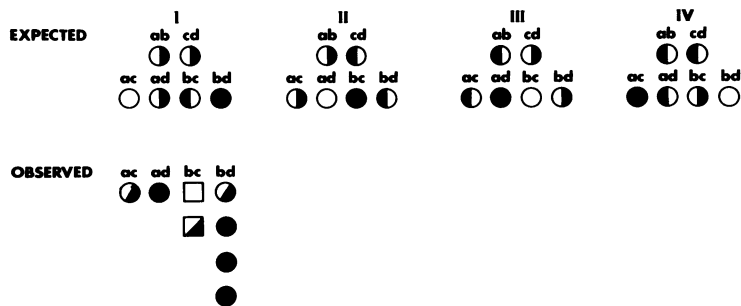 I II III IV
EXPECTED ab cd ab cd ab cd ab cd
ac ad bc bd ac ad bc bd ac ad bc bd ac ad bc bd
OBSERVED ac ad bc bd